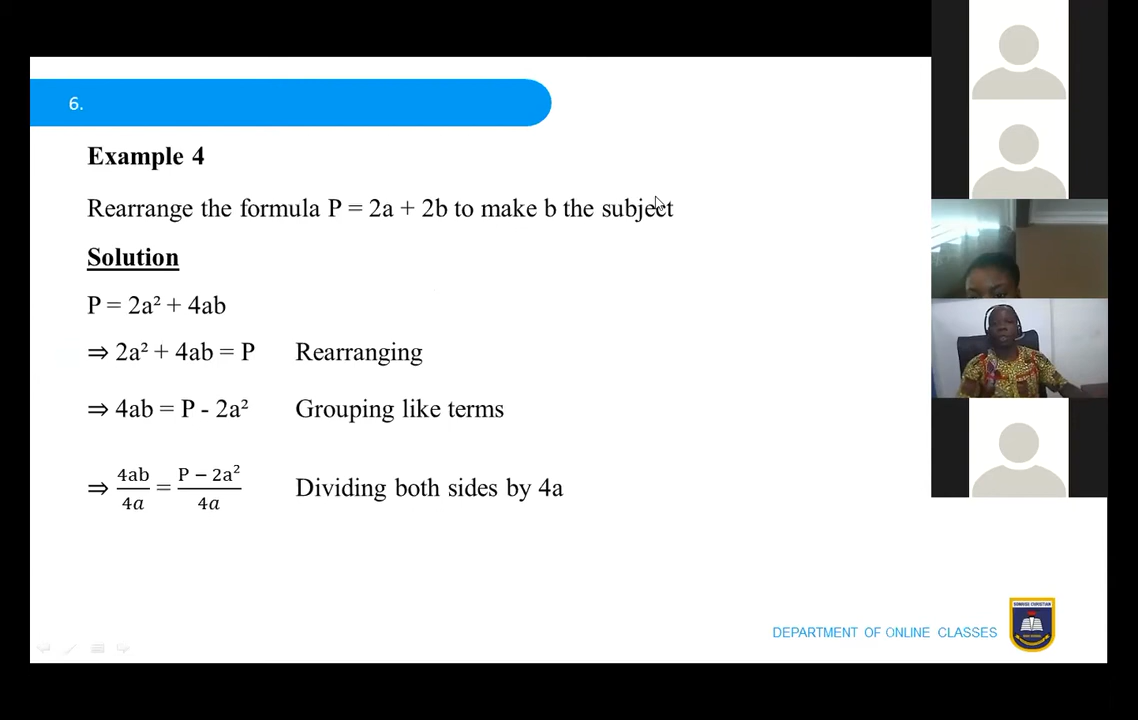 6.
Example 4
Rearrange the formula P = 2a + 2b to make b the subject
Solution
P = 2a² + 4ab
⇒ 2a² + 4ab = P Rearranging
⇒ 4ab = P - 2a² Grouping like terms
⇒ 4ab/4a = P − 2a²/4a Dividing both sides by 4a
DEPARTMENT OF ONLINE CLASSES